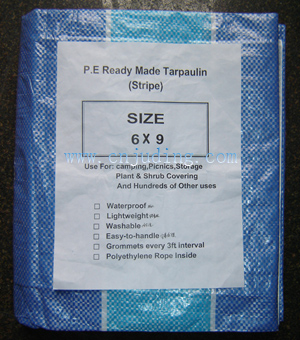 P.E Ready Made Tarpaulin
(Stripe)
SIZE
6 X 9
Use For: camping,Picnics,Storage
Plant & Shrub Covering
And Hundreds of Other uses
Waterproof
Lightweight
Washable
Easy-to-handle
Grommets every 3ft interval
Polyethylene Rope Inside